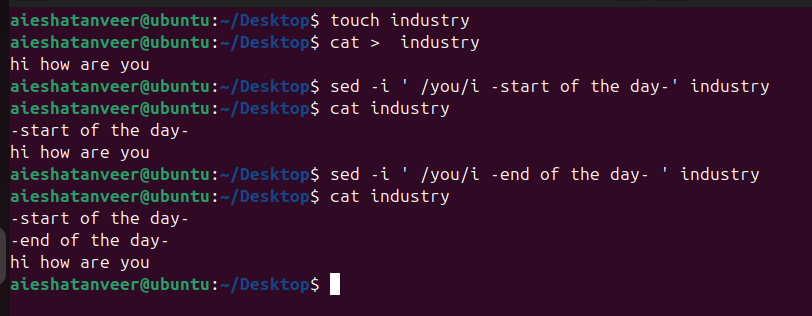 aieshatanveer@ubuntu:~/Desktop$ touch industry
aieshatanveer@ubuntu:~/Desktop$ cat >  industry
hi how are you
aieshatanveer@ubuntu:~/Desktop$ sed -i ' /you/i -start of the day-' industry
aieshatanveer@ubuntu:~/Desktop$ cat industry
-start of the day-
hi how are you
aieshatanveer@ubuntu:~/Desktop$ sed -i ' /you/i -end of the day- ' industry
aieshatanveer@ubuntu:~/Desktop$ cat industry
-start of the day-
-end of the day-
hi how are you
aieshatanveer@ubuntu:~/Desktop$